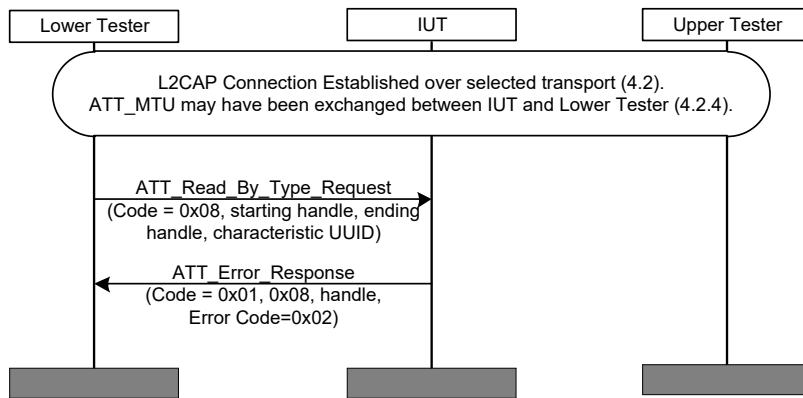 Lower Tester
IUT
Upper Tester
L2CAP Connection Established over selected transport (4.2).
ATT_MTU may have been exchanged between IUT and Lower Tester (4.2.4).
ATT_Read_By_Type_Request
(Code = 0x08, starting handle, ending
handle, characteristic UUID)
ATT_Error_Response
(Code = 0x01, 0x08, handle,
Error Code=0x02)